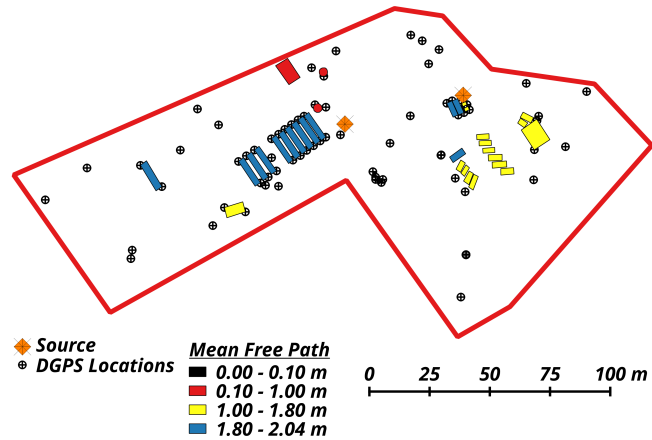 Source
DGPS Locations
Mean Free Path
0.00 - 0.10 m
0.10 - 1.00 m
1.00 - 1.80 m
1.80 - 2.04 m
0 25 50 75 100 m